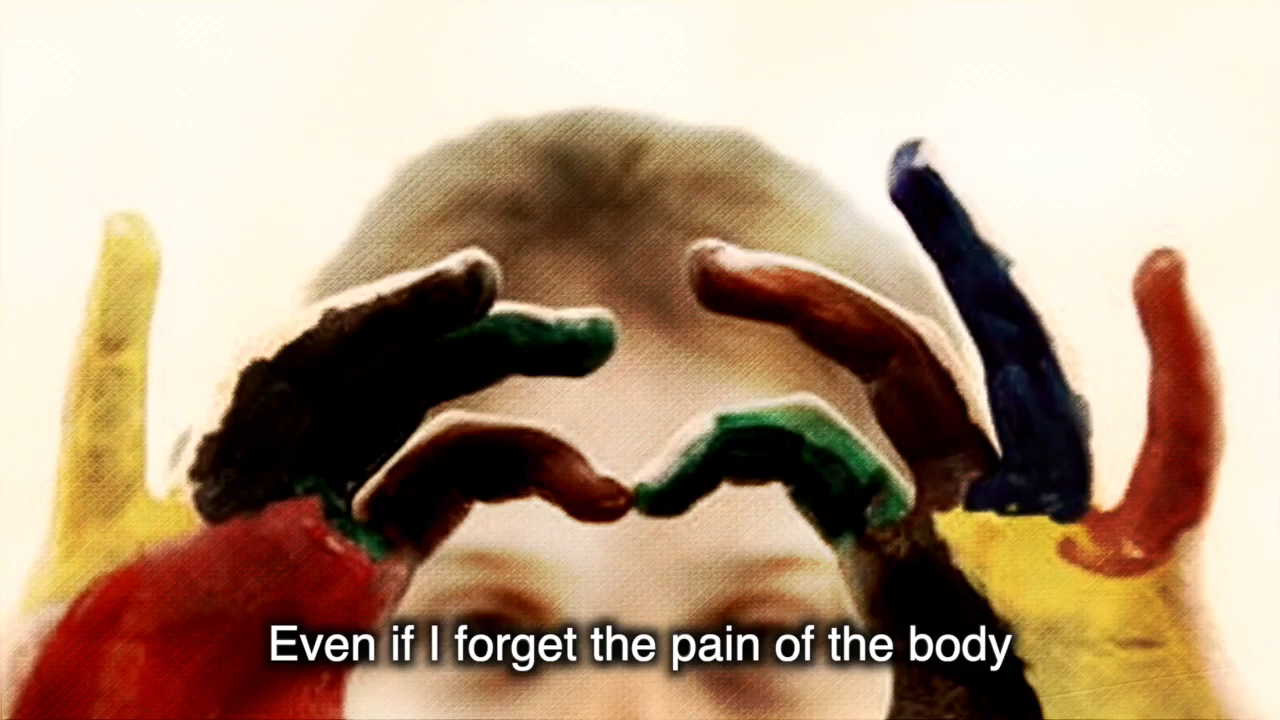 Even if I forget the pain of the body